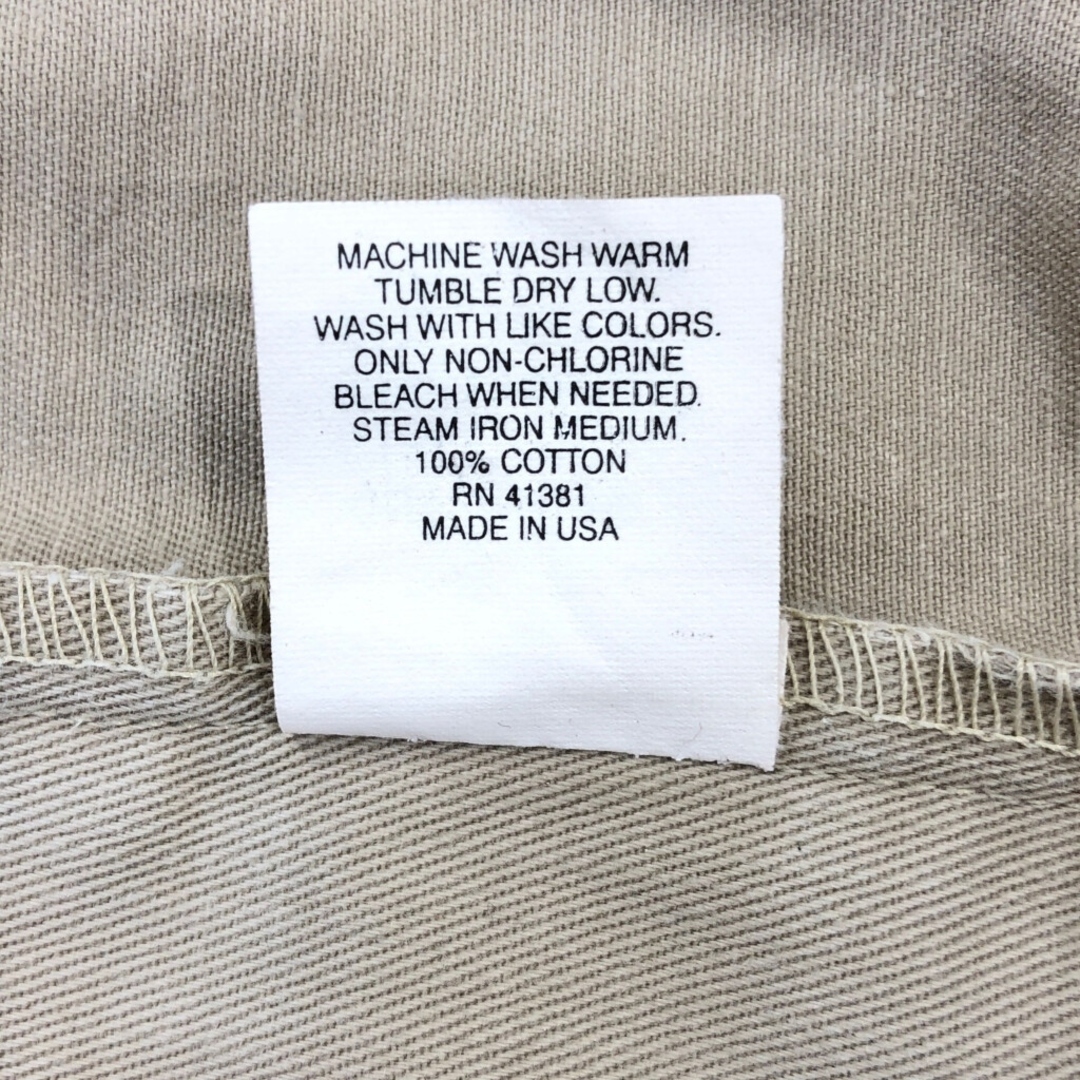 MACHINE WASH WARM
TUMBLE DRY LOW.
WASH WITH LIKE COLORS.
ONLY NON-CHLORINE
BLEACH WHEN NEEDED.
STEAM IRON MEDIUM.
100% COTTON
RN 41381
MADE IN USA